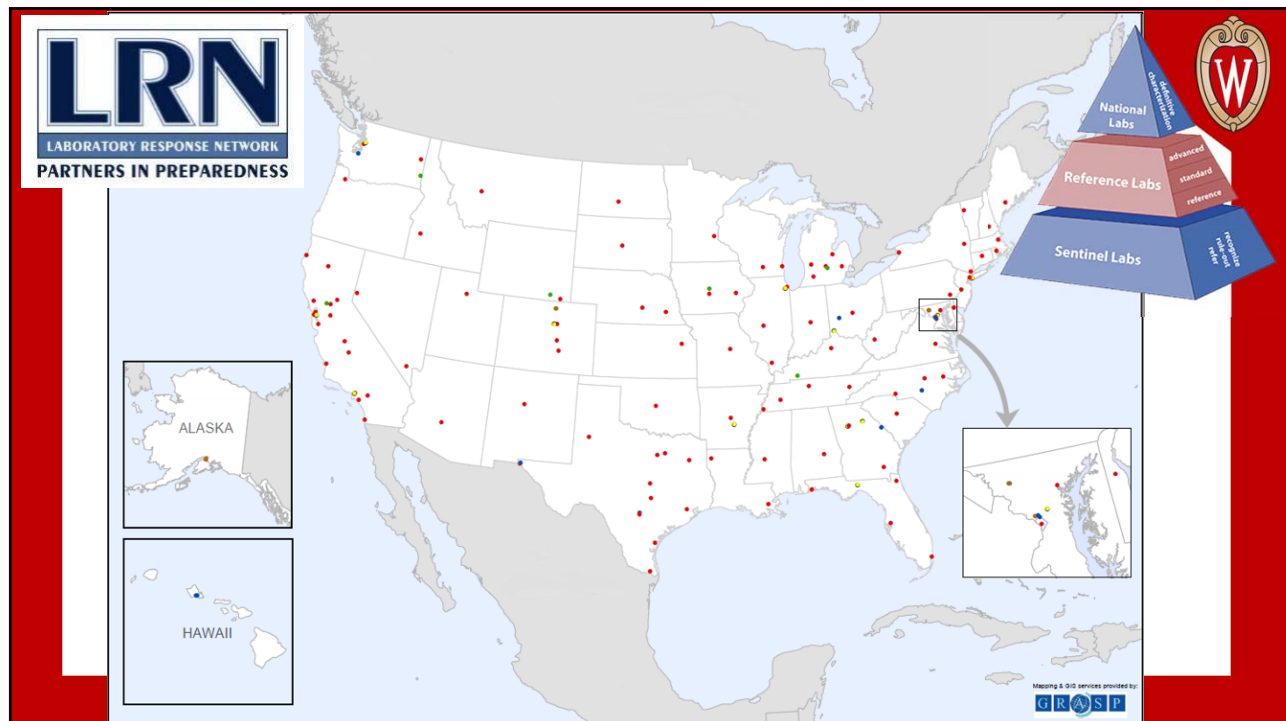 LRN
LABORATORY RESPONSE NETWORK
PARTNERS IN PREPAREDNESS
National
Labs
definitive
characterization
W
Reference Labs
advanced
standard
reference
Sentinel Labs
recognize
rule-out
refer
ALASKA
HAWAII
Mapping & GIS services provided by:
GRASP